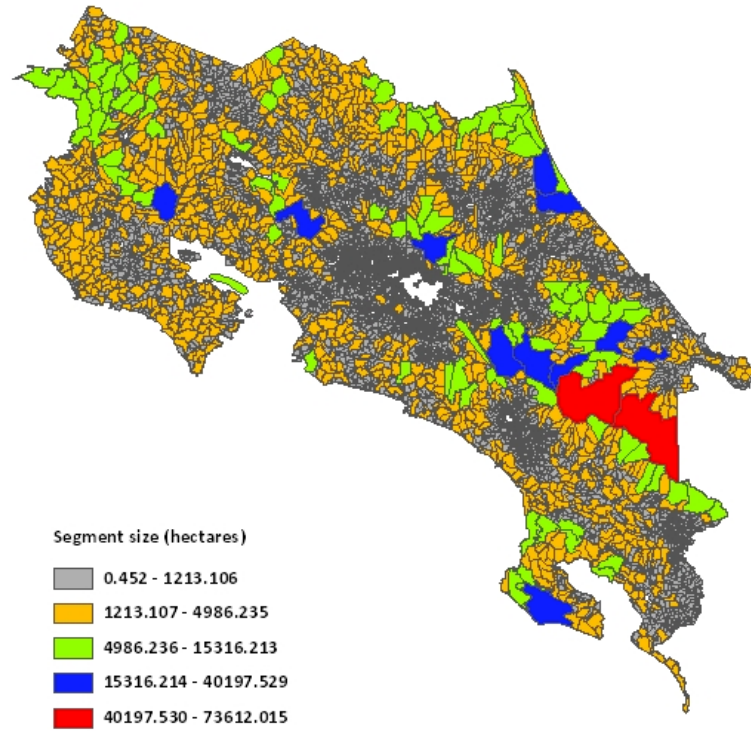 Segment size (hectares)
0.452 - 1213.106
1213.107 - 4986.235
4986.236 - 15316.213
15316.214 - 40197.529
40197.530 - 73612.015